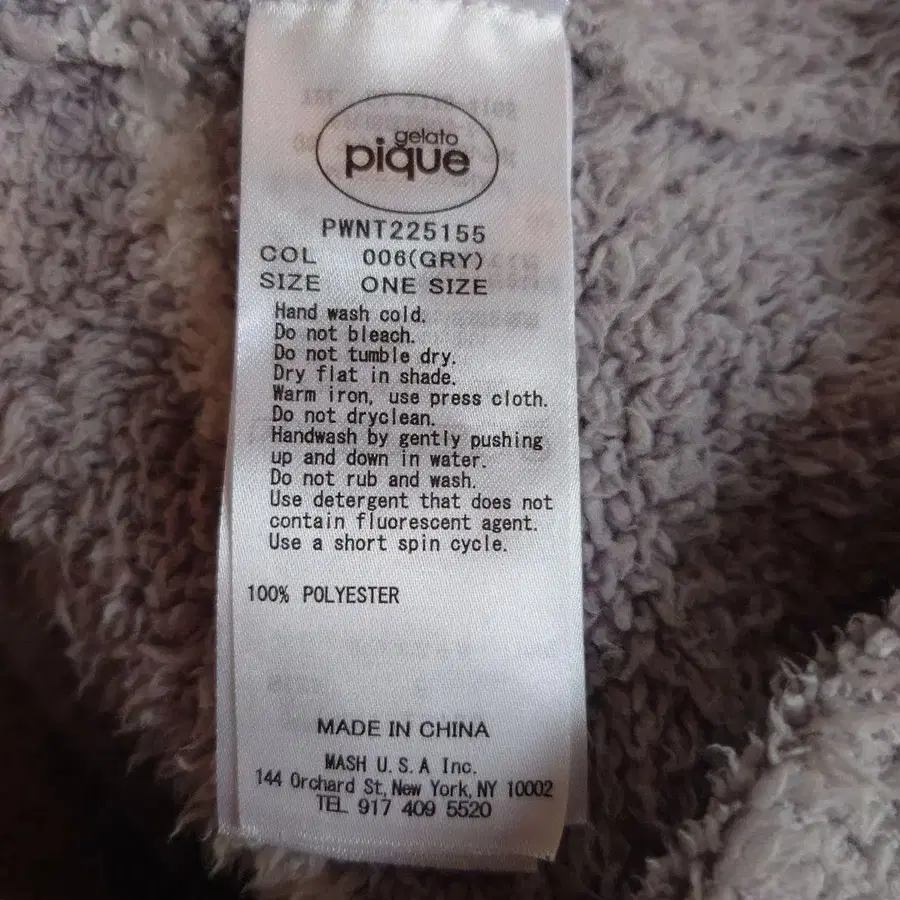 gelato
pique
PWNT225155
COL 006(GRY)
SIZE ONE SIZE
Hand wash cold.
Do not bleach.
Do not tumble dry.
Dry flat in shade.
Warm iron, use press cloth.
Do not dryclean.
Handwash by gently pushing
up and down in water.
Do not rub and wash.
Use detergent that does not
contain fluorescent agent.
Use a short spin cycle.
100% POLYESTER
MADE IN CHINA
MASH U.S.A Inc.
144 Orchard St, New York, NY 10002
TEL 917 409 5520